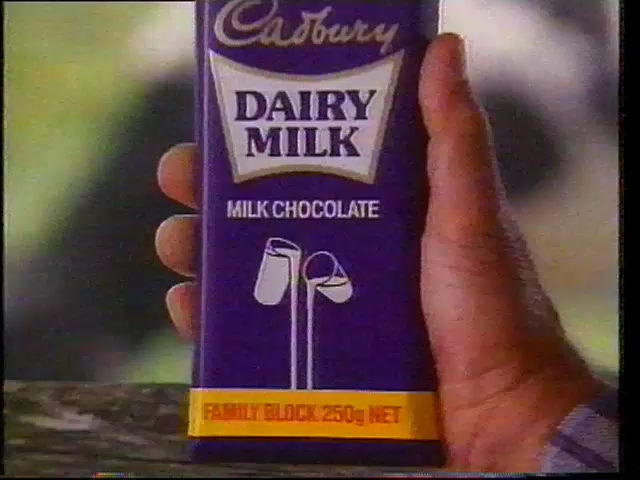 Cadbury
DAIRY
MILK
MILK CHOCOLATE
FAMILY BLOCK 250g NET